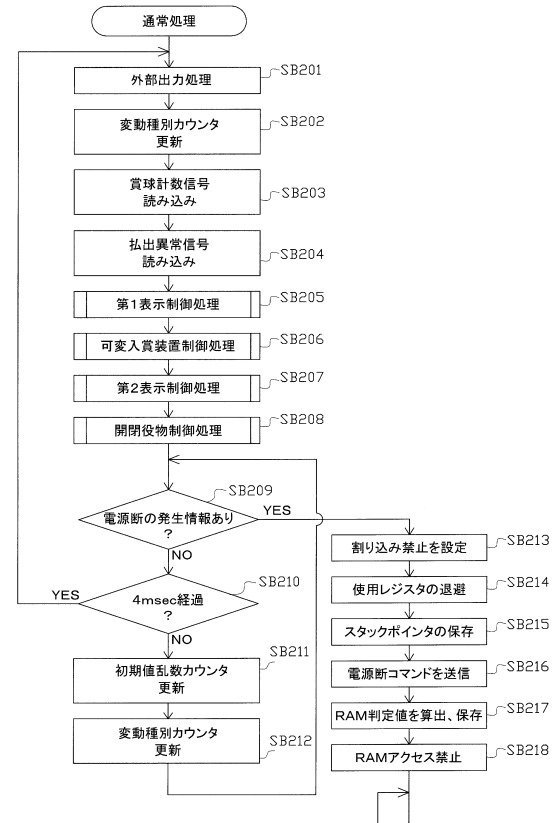 通常処理
外部出力処理
SB201
変動種別カウンタ
更新
SB202
賞球計数信号
読み込み
SB203
払出異常信号
読み込み
SB204
第1表示制御処理
SB205
可変入賞装置制御処理
SB206
第2表示制御処理
SB207
開閉役物制御処理
SB208
電源断の発生情報あり
?
SB209
YES
NO
4msec経過
?
SB210
YES
NO
初期値乱数カウンタ
更新
SB211
変動種別カウンタ
更新
SB212
割り込み禁止を設定
SB213
使用レジスタの退避
SB214
スタックポインタの保存
SB215
電源断コマンドを送信
SB216
RAM判定値を算出、保存
SB217
RAMアクセス禁止
SB218